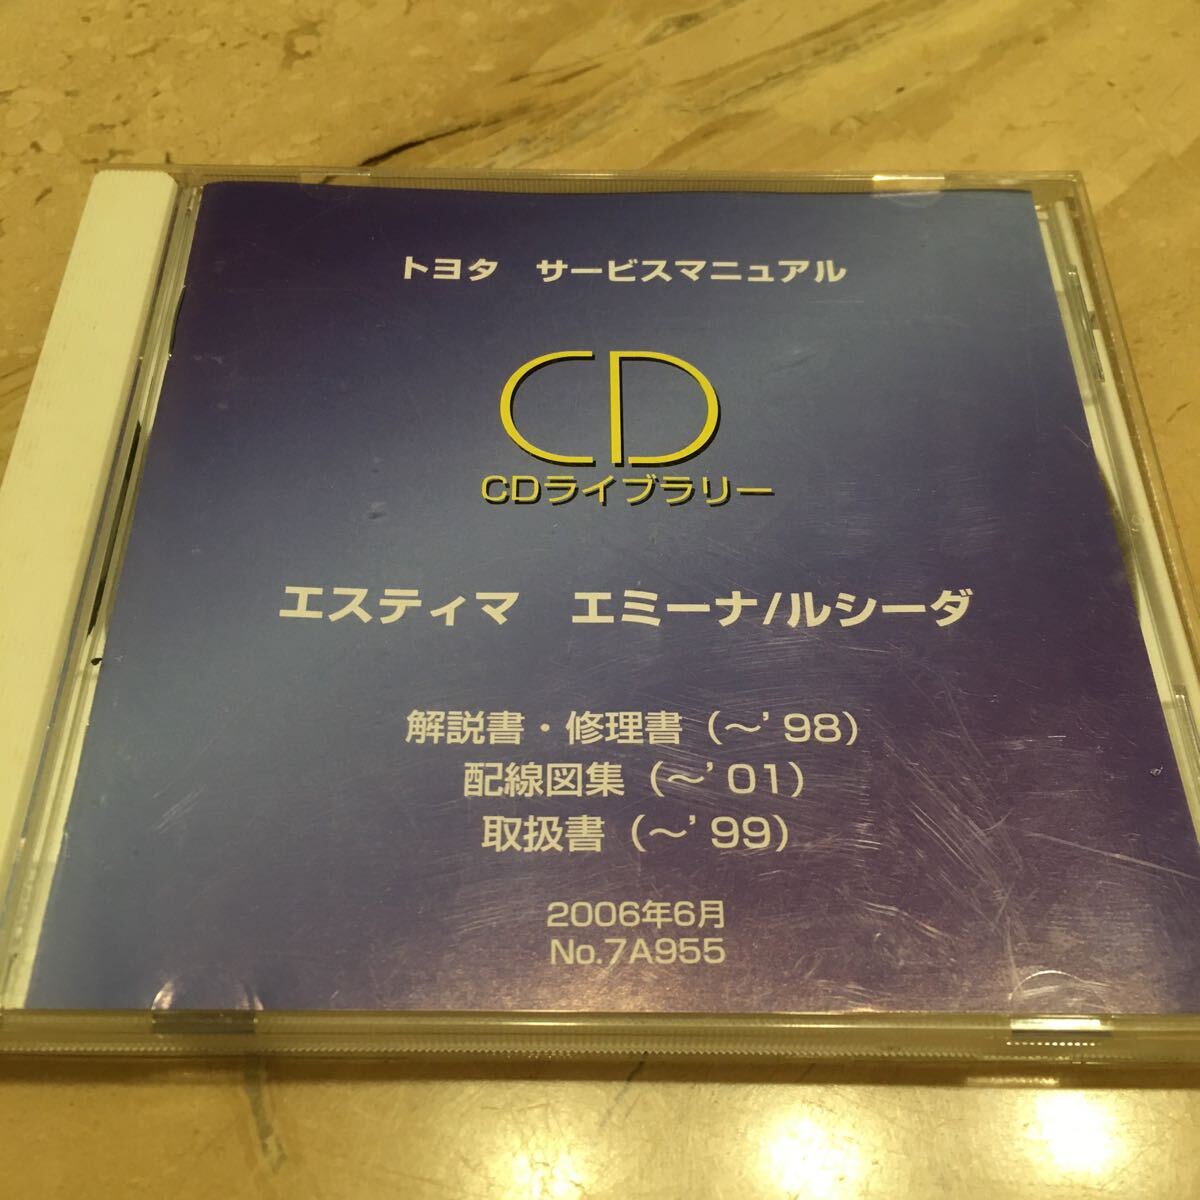 トヨタ　サービスマニュアル
CD
CDライブラリー
エスティマ　エミーナ/ルシーダ
解説書・修理書（～’98）
配線図集（～’01）
取扱書（～’99）
2006年6月
No.7A955